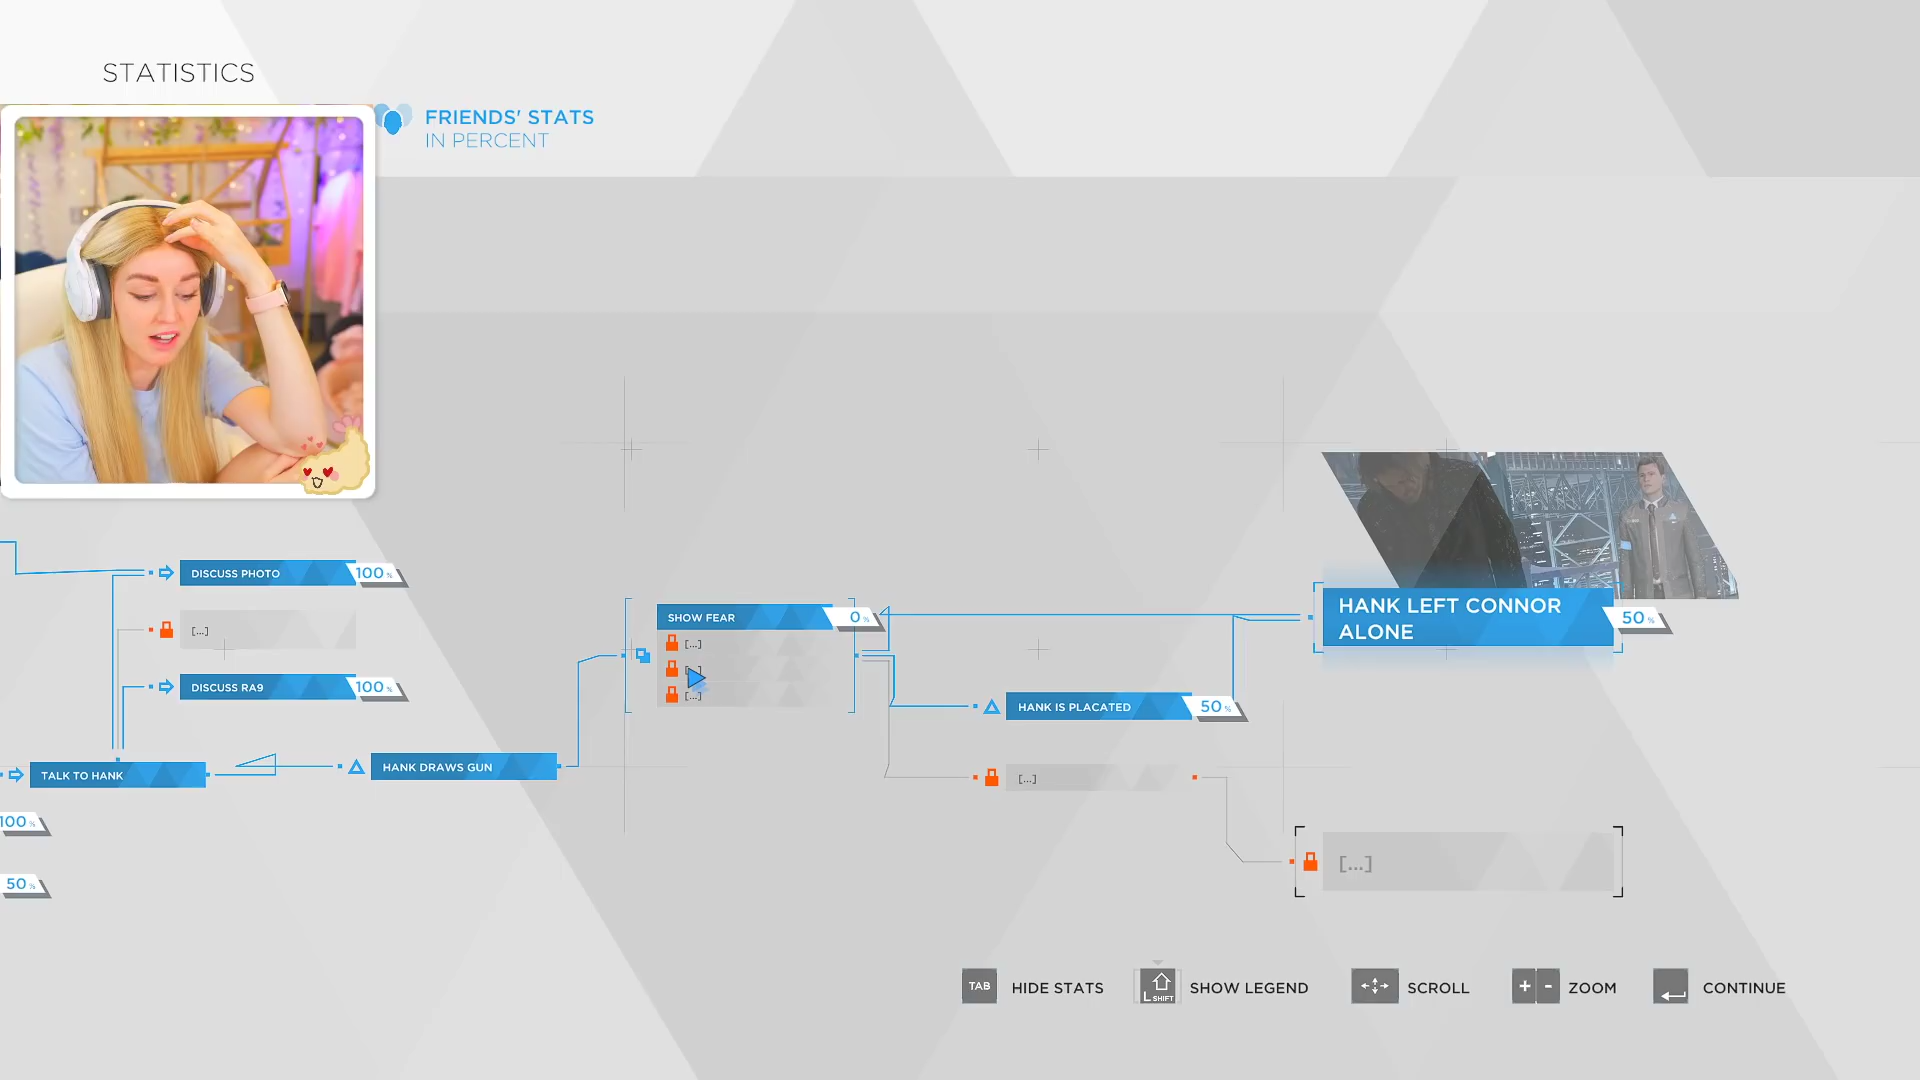 STATISTICS
FRIENDS' STATS
IN PERCENT
DISCUSS PHOTO
100 %
[...]
DISCUSS RA9
100 %
TALK TO HANK
HANK DRAWS GUN
100 %
50 %
SHOW FEAR
0 %
[...]
[...]
[...]
HANK IS PLACATED
50 %
[...]
HANK LEFT CONNOR
ALONE
50 %
[...]
TAB
HIDE STATS
L SHIFT
SHOW LEGEND
SCROLL
+ -
ZOOM
CONTINUE